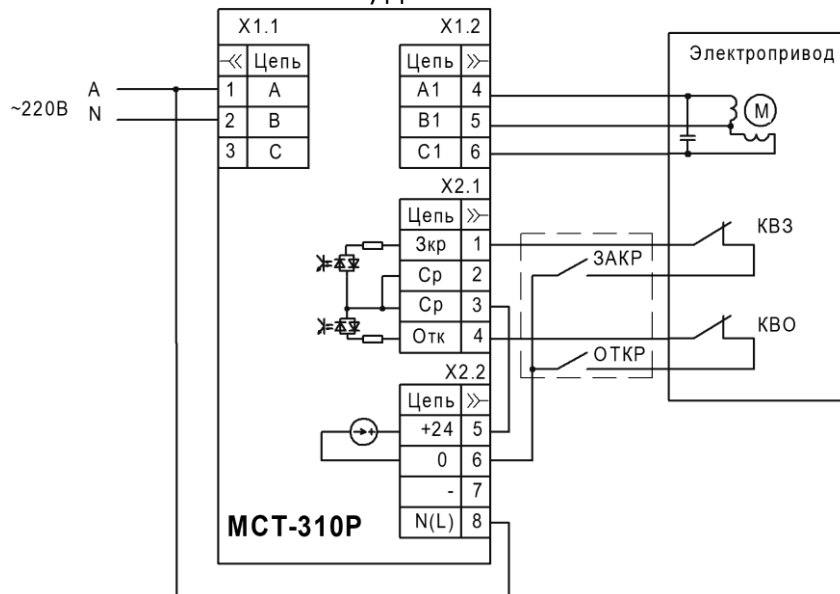 X1.1
X1.2
Цепь
1 A
2 B
3 C
Цепь
A1 4
B1 5
C1 6
Электропривод
М
~220В
A
N
X2.1
Цепь
Зкр 1
Ср 2
Ср 3
Отк 4
ЗАКР
ОТКР
КВЗ
КВО
X2.2
Цепь
+24 5
0 6
- 7
N(L) 8
МСТ-310Р